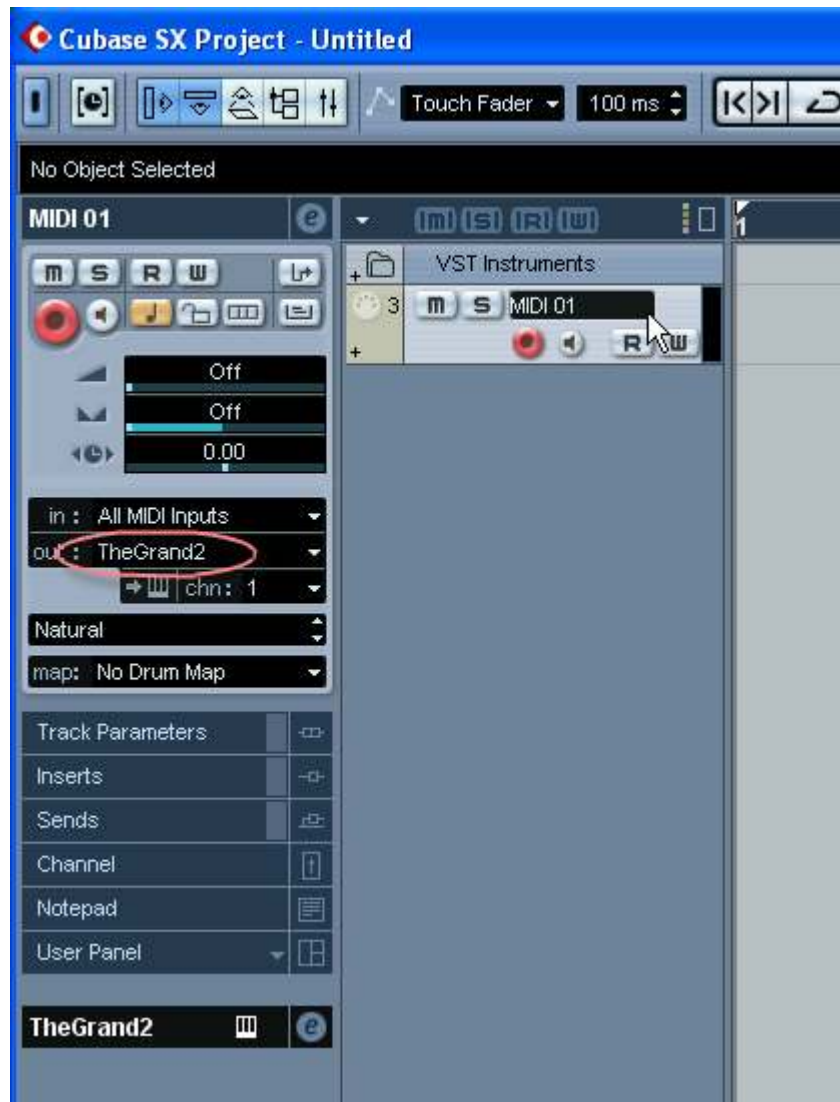 Cubase SX Project - Untitled
Touch Fader 100 ms
No Object Selected
MIDI 01
m S R W
Off
Off
0.00
in : All MIDI Inputs
out : TheGrand2
chn : 1
Natural
map: No Drum Map
Track Parameters
Inserts
Sends
Channel
Notepad
User Panel
TheGrand2
(m) (S) (R) (W)
VST Instruments
3 m S MIDI 01
R W
1